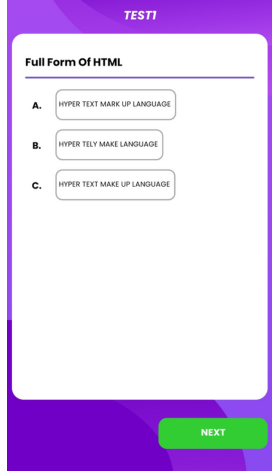 TEST1
Full Form Of HTML
A. HYPER TEXT MARK UP LANGUAGE
B. HYPER TELY MAKE LANGUAGE
C. HYPER TEXT MAKE UP LANGUAGE
NEXT